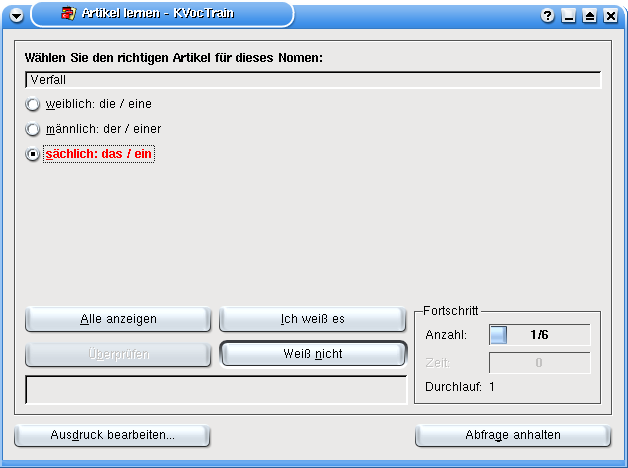 Artikel lernen - KVocTrain
Wählen Sie den richtigen Artikel für dieses Nomen:
Verfall
weiblich: die / eine
männlich: der / einer
sächlich: das / ein
Alle anzeigen
Ich weiß es
Überprüfen
Weiß nicht
Fortschritt
Anzahl: 1/6
Zeit: 0
Durchlauf: 1
Ausdruck bearbeiten...
Abfrage anhalten